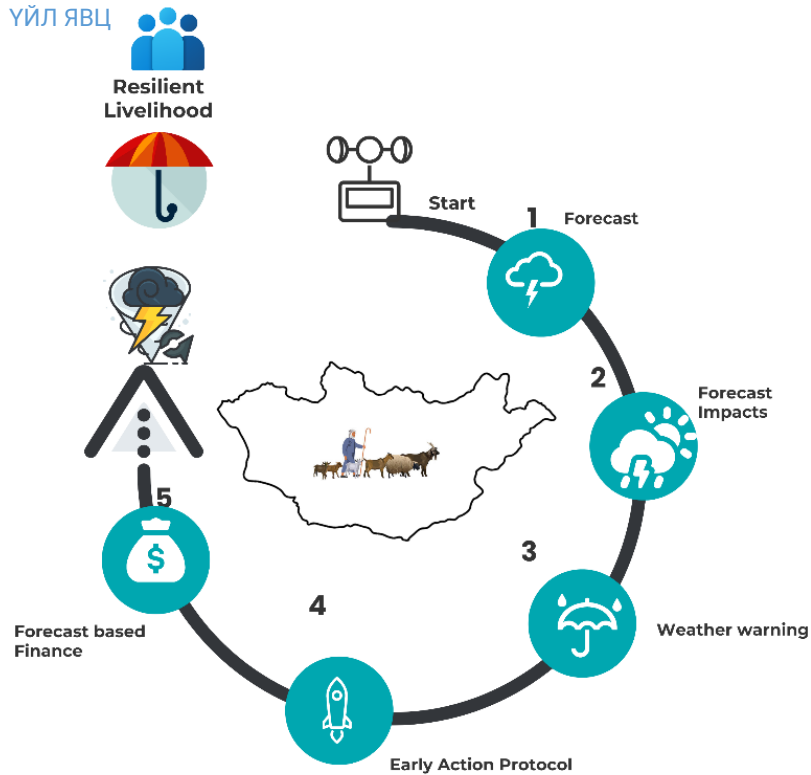 ҮЙЛ ЯВЦ
Resilient
Livelihood
Start
1
Forecast
2
Forecast
Impacts
3
Weather warning
4
Early Action Protocol
5
$
Forecast based
Finance